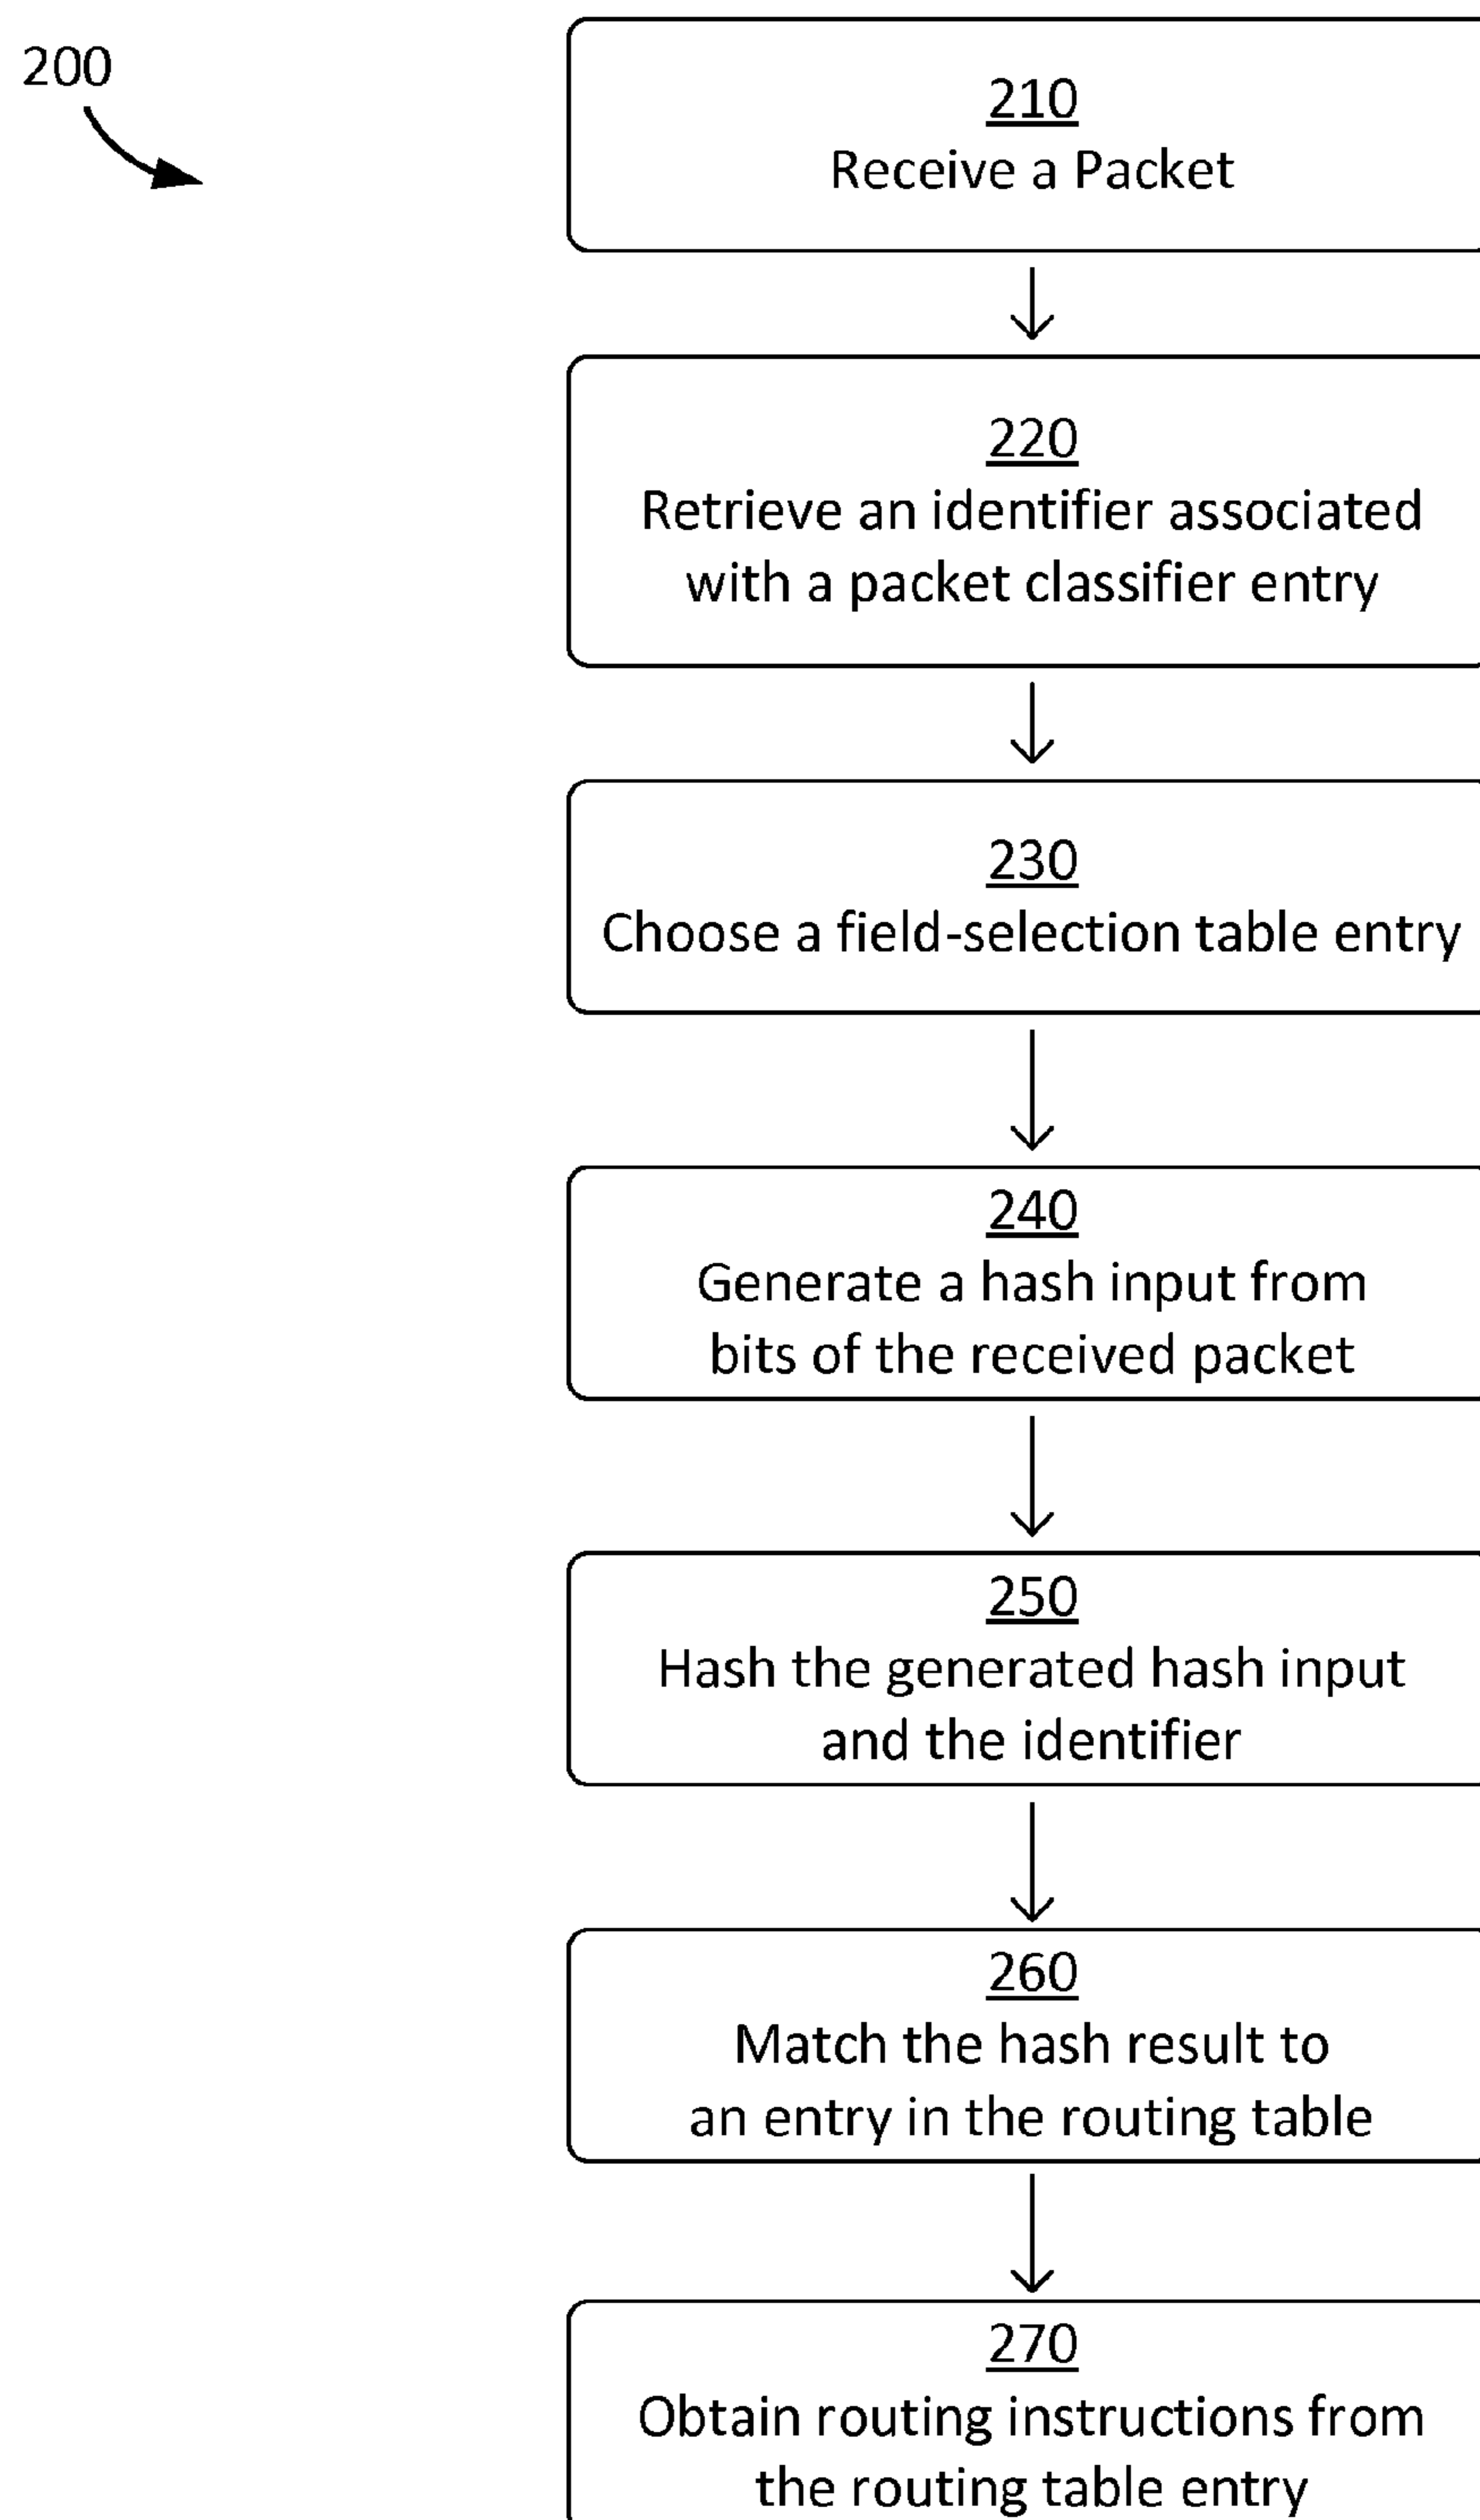 200
210
Receive a Packet
220
Retrieve an identifier associated
with a packet classifier entry
230
Choose a field-selection table entry
240
Generate a hash input from
bits of the received packet
250
Hash the generated hash input
and the identifier
260
Match the hash result to
an entry in the routing table
270
Obtain routing instructions from
the routing table entry